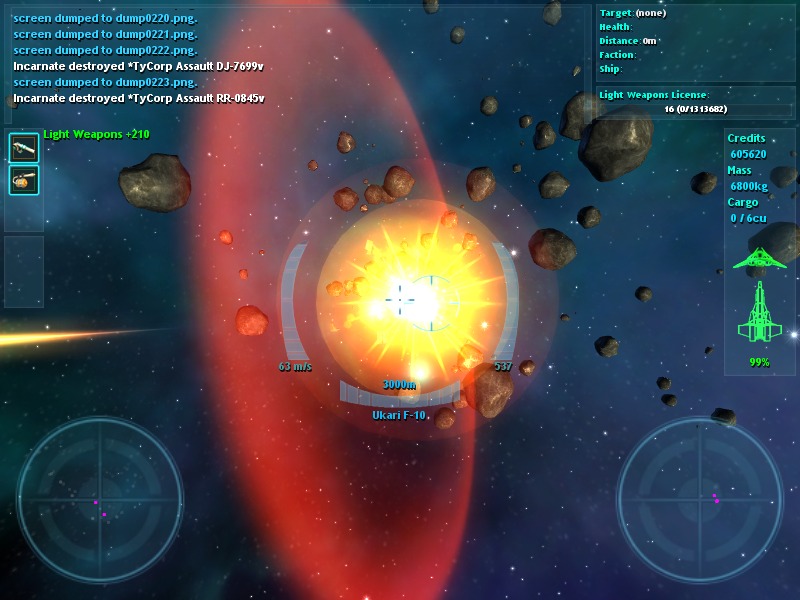 screen dumped to dump0220.png.
screen dumped to dump0221.png.
screen dumped to dump0222.png.
Incarnate destroyed *TyCorp Assault DJ-7699v
screen dumped to dump0223.png.
Incarnate destroyed *TyCorp Assault RR-0845v
Target: (none)
Health:
Distance: 0m
Faction:
Ship:
Light Weapons License:
16 (0/1313682)
Light Weapons +210
Credits
605620
Mass
6800kg
Cargo
0 / 6cu
99%
63 m/s
537
3000m
Ukari F-10